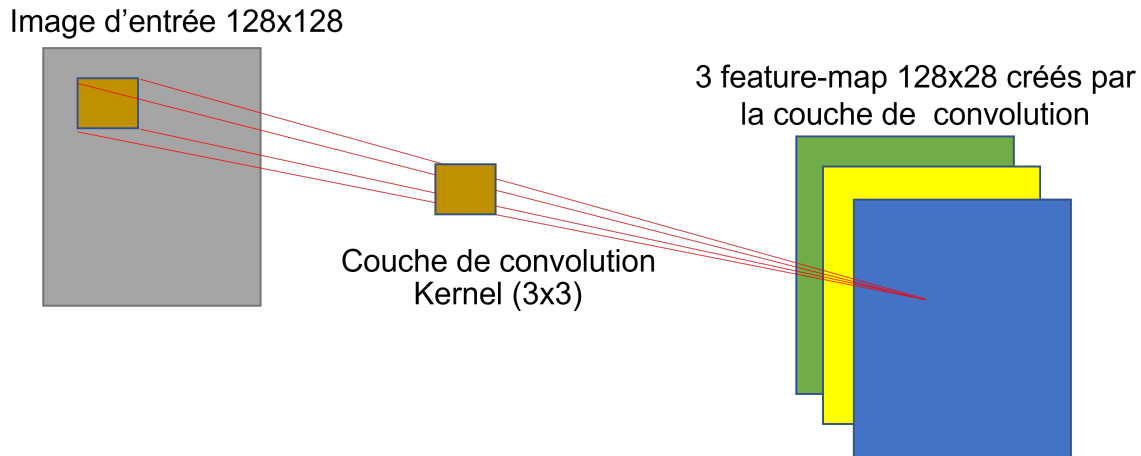 Image d'entrée 128x128
3 feature-map 128x28 créés par
la couche de  convolution
Couche de convolution
Kernel (3x3)